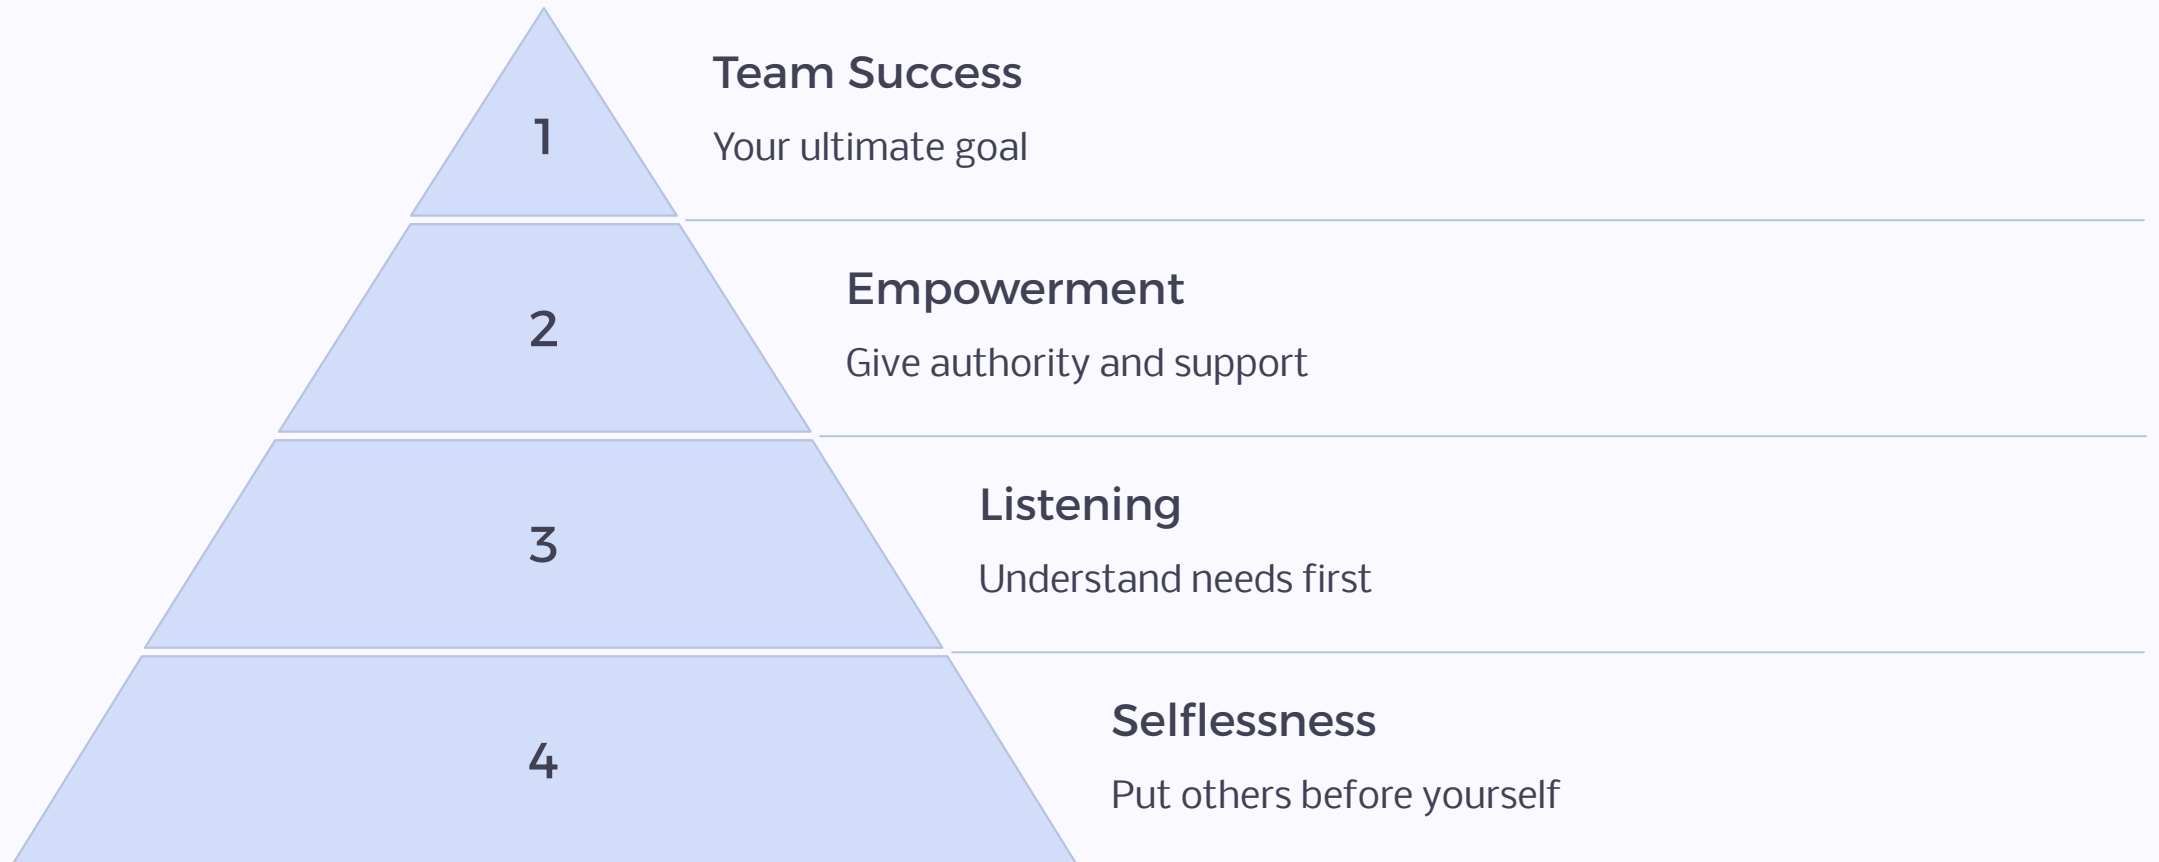 1
Team Success
Your ultimate goal
2
Empowerment
Give authority and support
3
Listening
Understand needs first
4
Selflessness
Put others before yourself